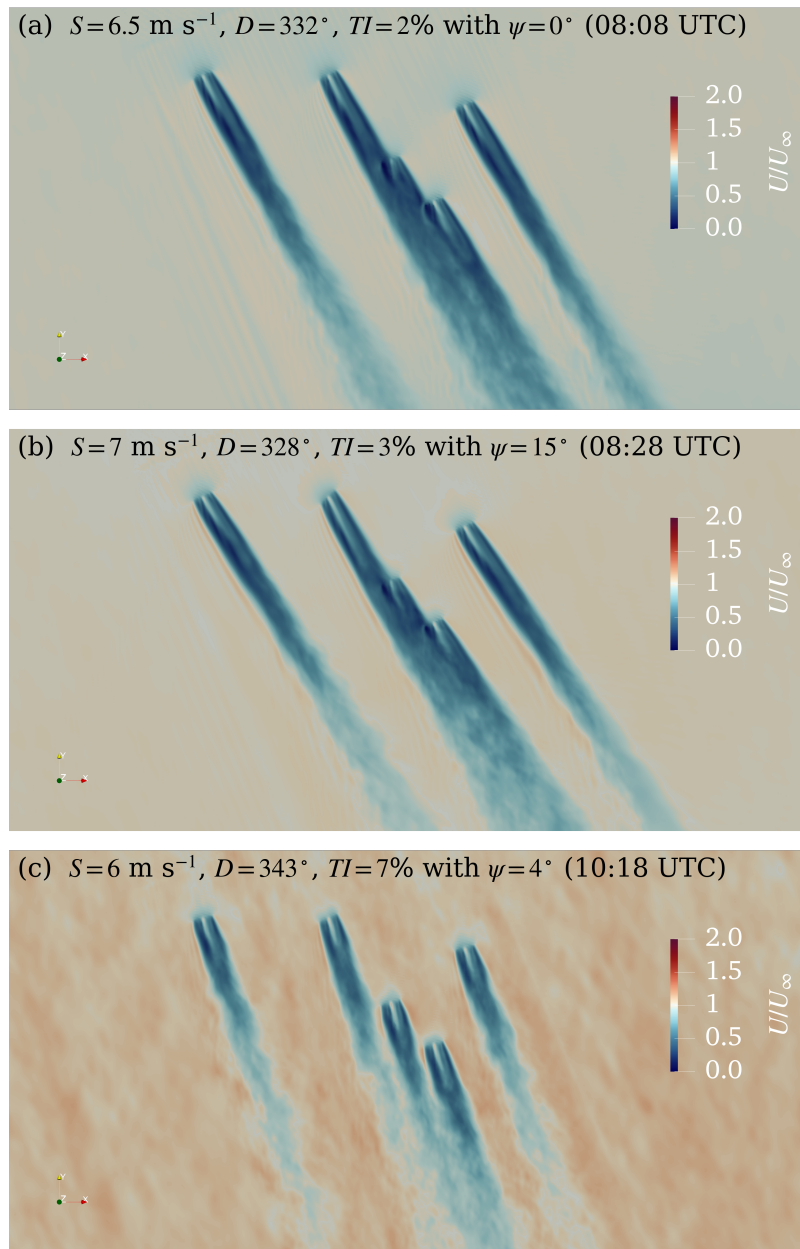 (a) S=6.5 m s⁻¹, D=332°, TI=2% with ψ=0° (08:08 UTC)
2.0
1.5
1
0.5
0.0
U/U∞
Y
Z
X
(b) S=7 m s⁻¹, D=328°, TI=3% with ψ=15° (08:28 UTC)
2.0
1.5
1
0.5
0.0
U/U∞
Y
Z
X
(c) S=6 m s⁻¹, D=343°, TI=7% with ψ=4° (10:18 UTC)
2.0
1.5
1
0.5
0.0
U/U∞
Y
Z
X